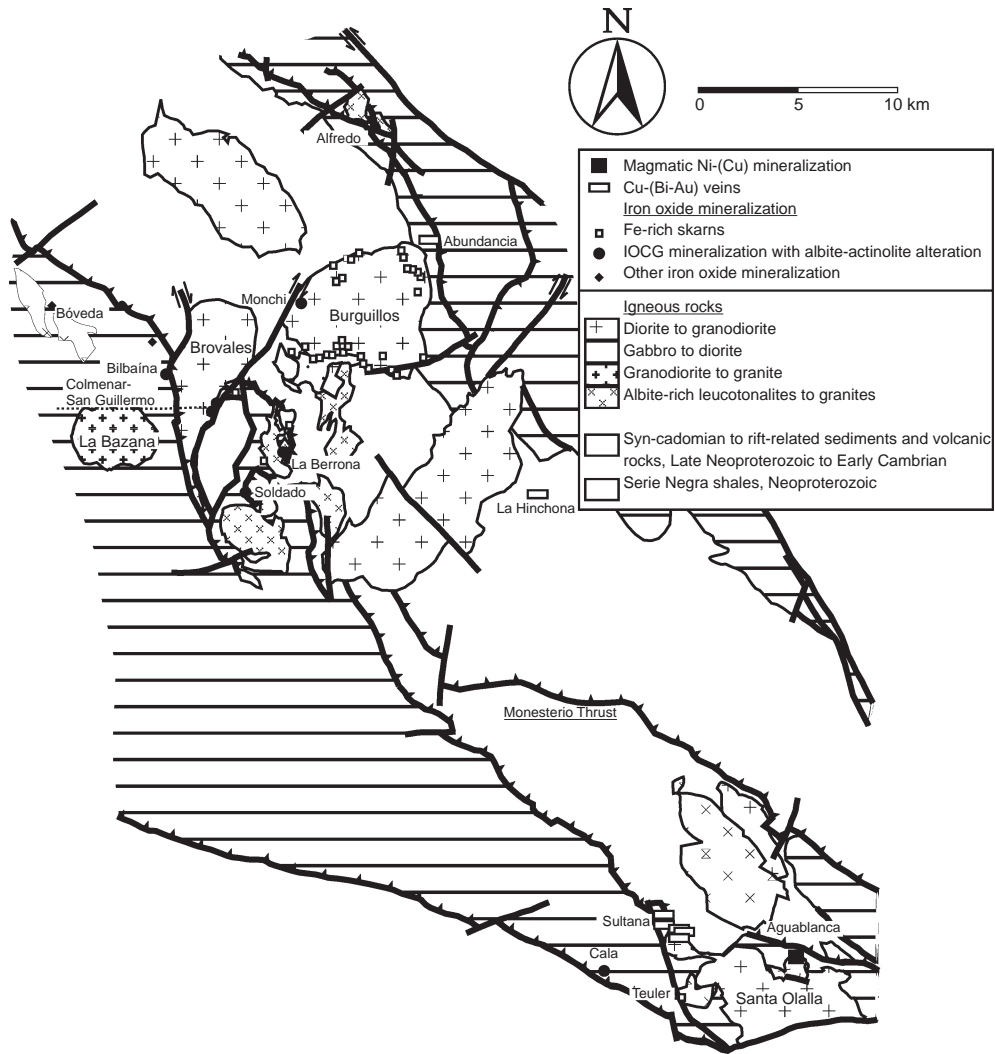 N
0 5 10 km
Magmatic Ni-(Cu) mineralization
Cu-(Bi-Au) veins
Iron oxide mineralization
Fe-rich skarns
IOCG mineralization with albite-actinolite alteration
Other iron oxide mineralization
Igneous rocks
Diorite to granodiorite
Gabbro to diorite
Granodiorite to granite
Albite-rich leucotonalites to granites
Syn-cadomian to rift-related sediments and volcanic
rocks, Late Neoproterozoic to Early Cambrian
Serie Negra shales, Neoproterozoic
Alfredo
Abundancia
Monchi
Burguillos
Bóveda
Brovales
Bilbaína
Colmenar-
San Guillermo
La Bazana
La Berrona
Soldado
La Hinchona
Monesterio Thrust
Sultana
Aguablanca
Cala
Teuler
Santa Olalla